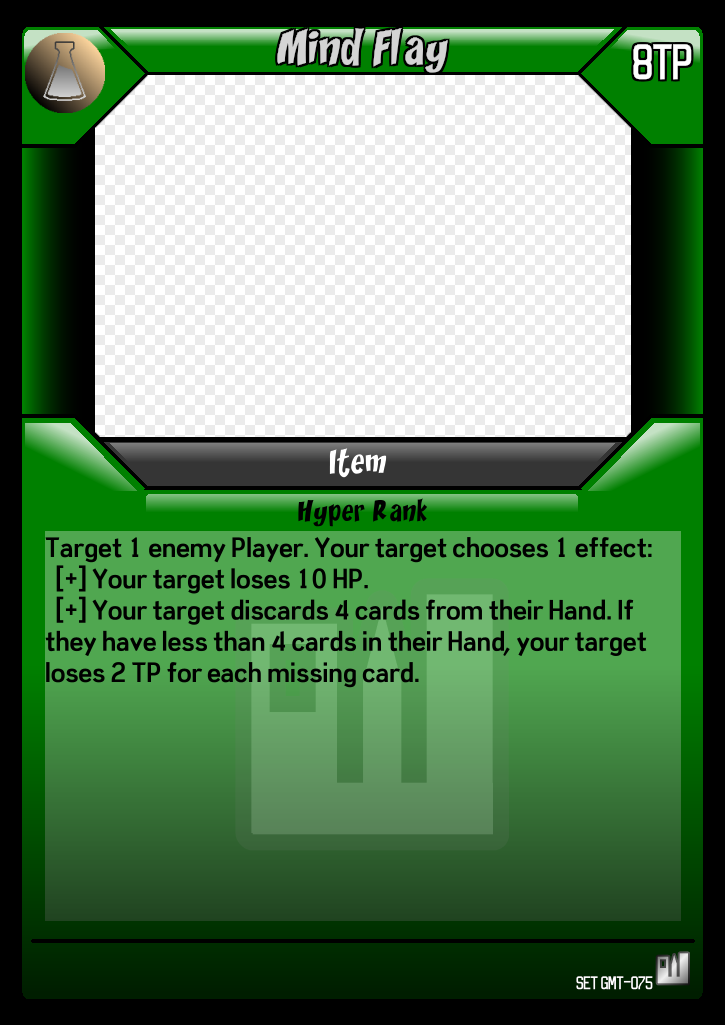 Mind Flay
8TP
Item
Hyper Rank
Target 1 enemy Player. Your target chooses 1 effect:
[+] Your target loses 10 HP.
[+] Your target discards 4 cards from their Hand. If
they have less than 4 cards in their Hand, your target
loses 2 TP for each missing card.
SET GMT-075